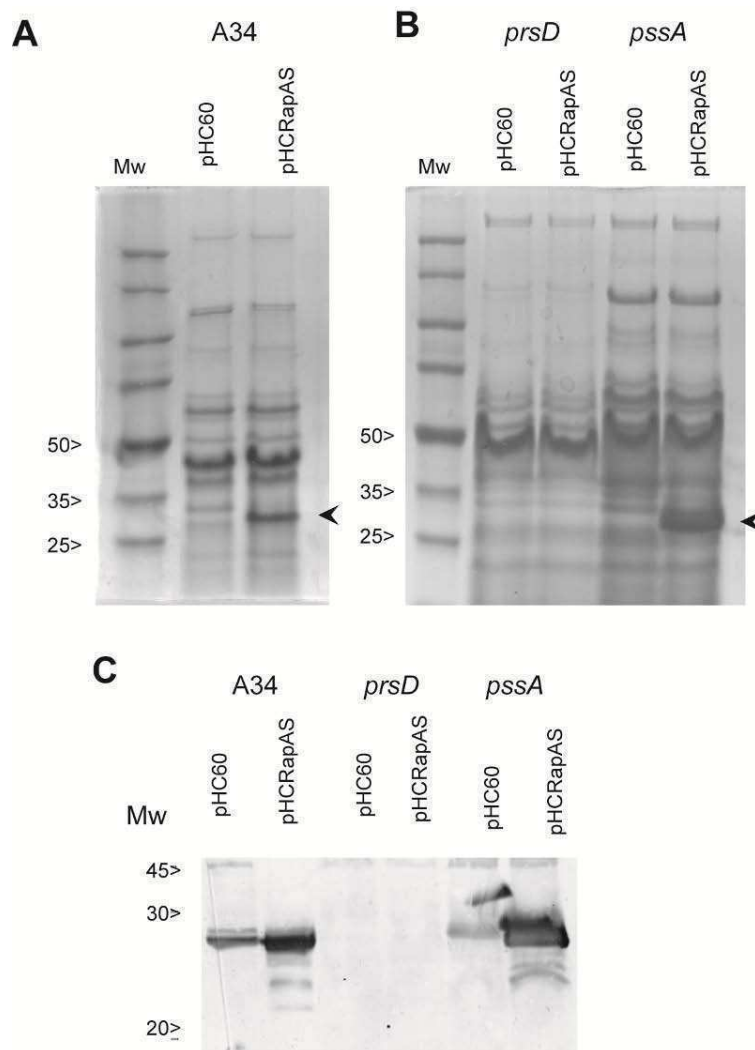 A
A34
pHC60
pHCRapAS
Mw
50>
35>
25>
B
prsD
pssA
pHC60
pHCRapAS
pHC60
pHCRapAS
Mw
50>
35>
25>
C
A34
prsD
pssA
pHC60
pHCRapAS
pHC60
pHCRapAS
pHC60
pHCRapAS
Mw
45>
30>
20>